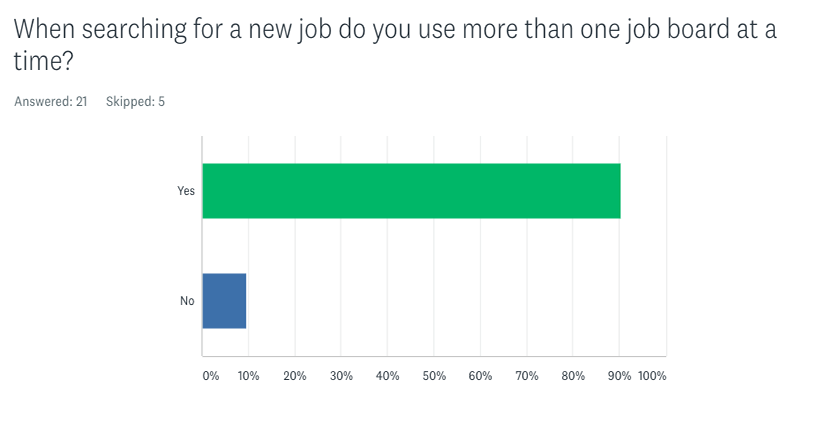 When searching for a new job do you use more than one job board at a
time?
Answered: 21 Skipped: 5
Yes
No
0% 10% 20% 30% 40% 50% 60% 70% 80% 90% 100%